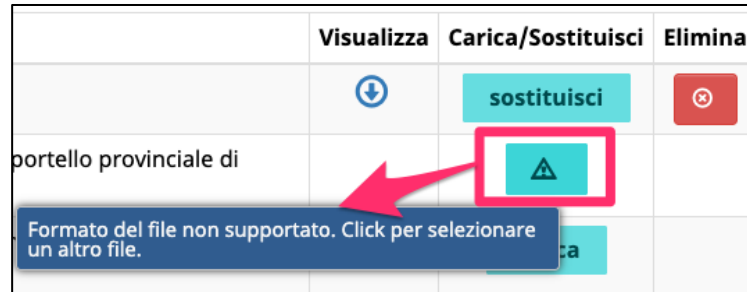 Visualizza Carica/Sostituisci Elimina
sostituisci
portello provinciale di
Formato del file non supportato. Click per selezionare
un altro file.
ca